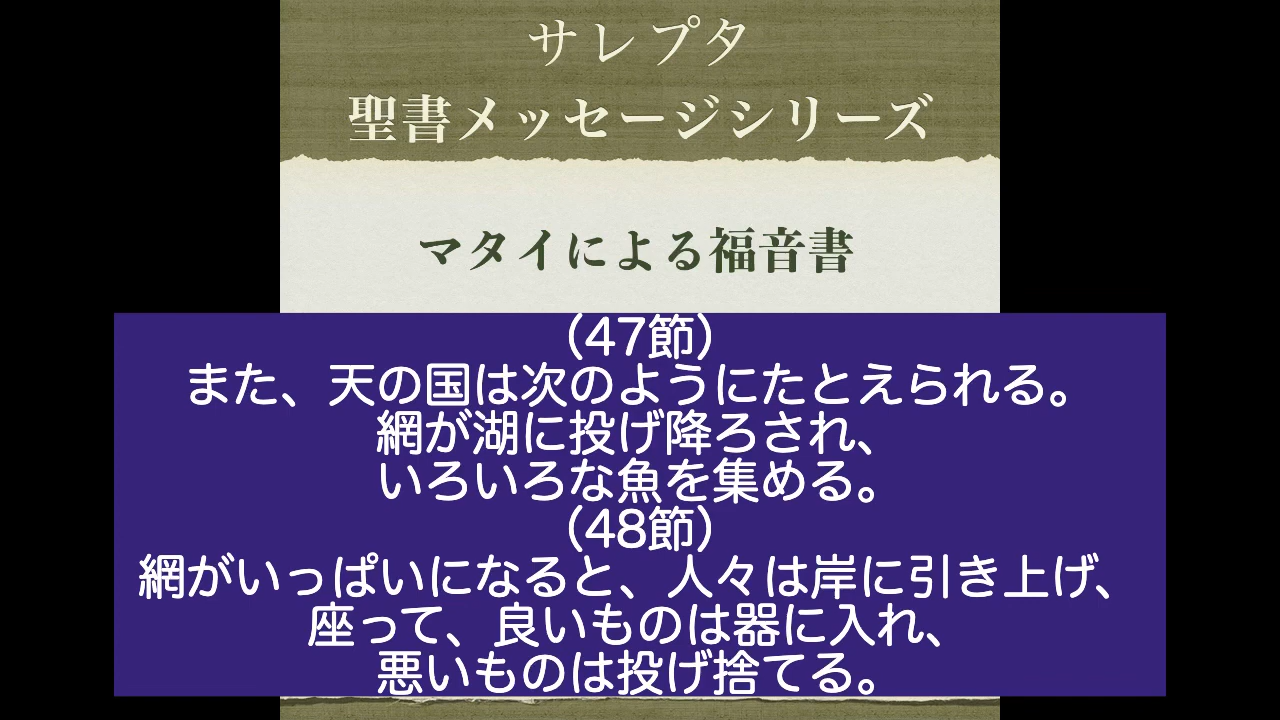 サレプタ
聖書メッセージシリーズ
マタイによる福音書
（47節）
また、天の国は次のようにたとえられる。
網が湖に投げ降ろされ、
いろいろな魚を集める。
（48節）
網がいっぱいになると、人々は岸に引き上げ、
座って、良いものは器に入れ、
悪いものは投げ捨てる。